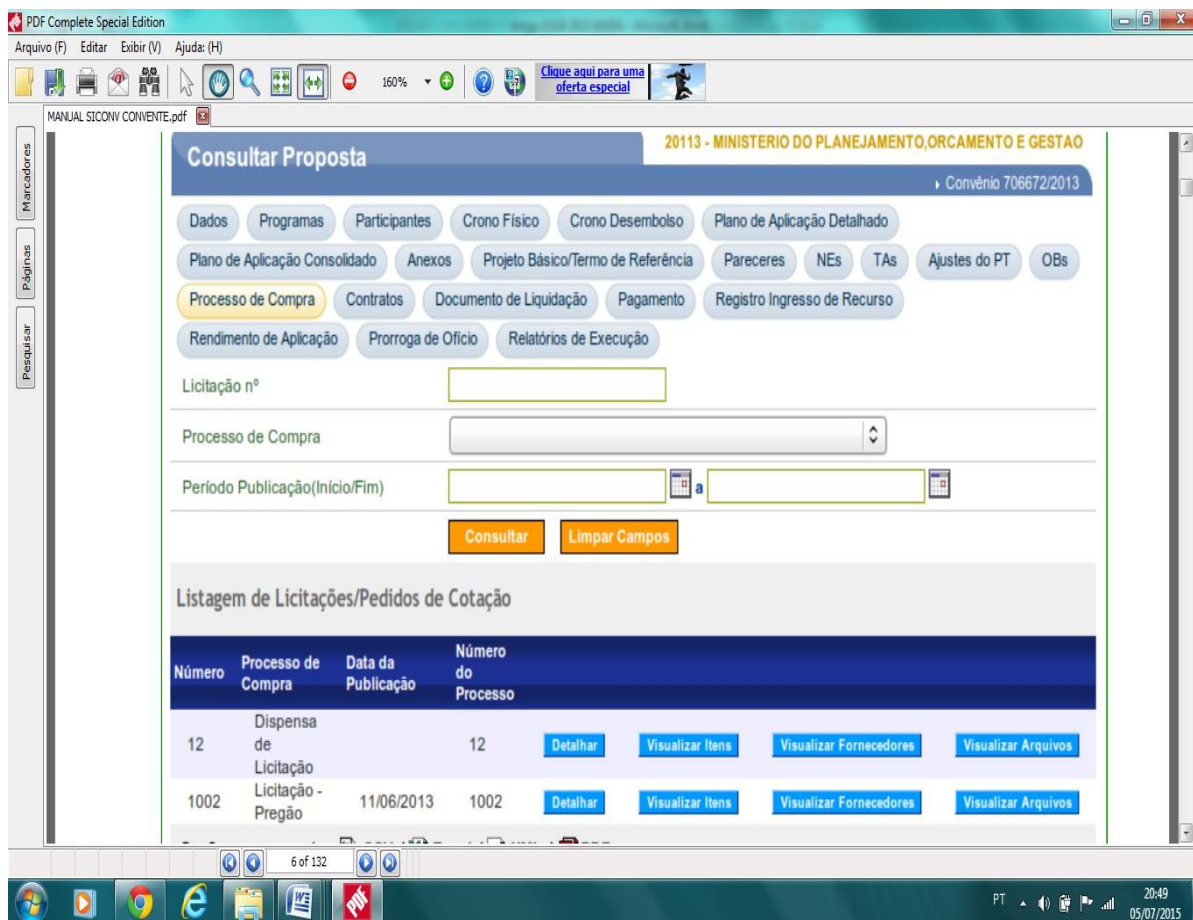 PDF Complete Special Edition
Arquivo (F) Editar Exibir (V) Ajuda: (H)
160%
Clique aqui para uma
oferta especial
MANUAL SICONV CONVENTE.pdf
Marcadores
Páginas
Pesquisar
20113 - MINISTERIO DO PLANEJAMENTO,ORCAMENTO E GESTAO
Consultar Proposta
Convênio 706672/2013
Dados Programas Participantes Crono Físico Crono Desembolso Plano de Aplicação Detalhado
Plano de Aplicação Consolidado Anexos Projeto Básico/Termo de Referência Pareceres NEs TAs Ajustes do PT OBs
Processo de Compra Contratos Documento de Liquidação Pagamento Registro Ingresso de Recurso
Rendimento de Aplicação Prorroga de Ofício Relatórios de Execução
Licitação nº
Processo de Compra
Período Publicação(Início/Fim) a
Consultar Limpar Campos
Listagem de Licitações/Pedidos de Cotação
Número Processo de Compra Data da Publicação Número do Processo
12 Dispensa de Licitação 12 Detalhar Visualizar Itens Visualizar Fornecedores Visualizar Arquivos
1002 Licitação - Pregão 11/06/2013 1002 Detalhar Visualizar Itens Visualizar Fornecedores Visualizar Arquivos
6 of 132
PT 20:49
05/07/2015